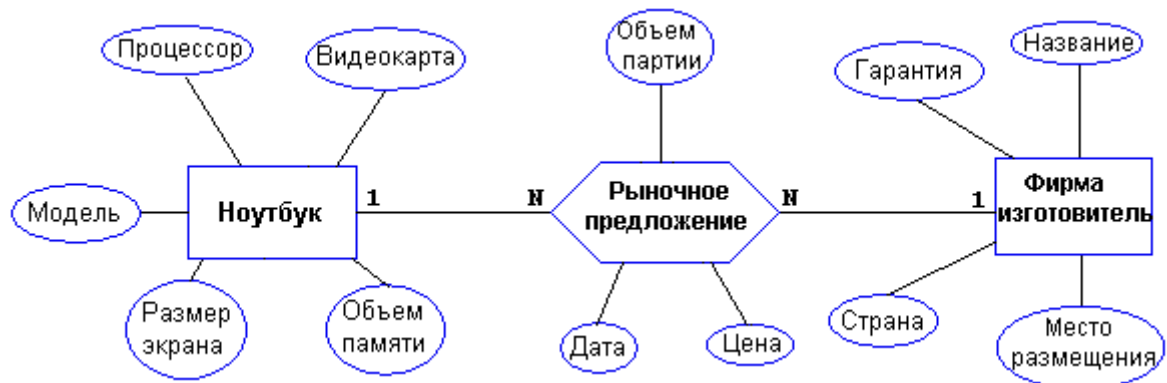 Процессор
Видеокарта
Объем
партии
Гарантия
Название
Модель
Ноутбук
1
N
Рыночное
предложение
N
1
Фирма
изготовитель
Размер
экрана
Объем
памяти
Дата
Цена
Страна
Место
размещения